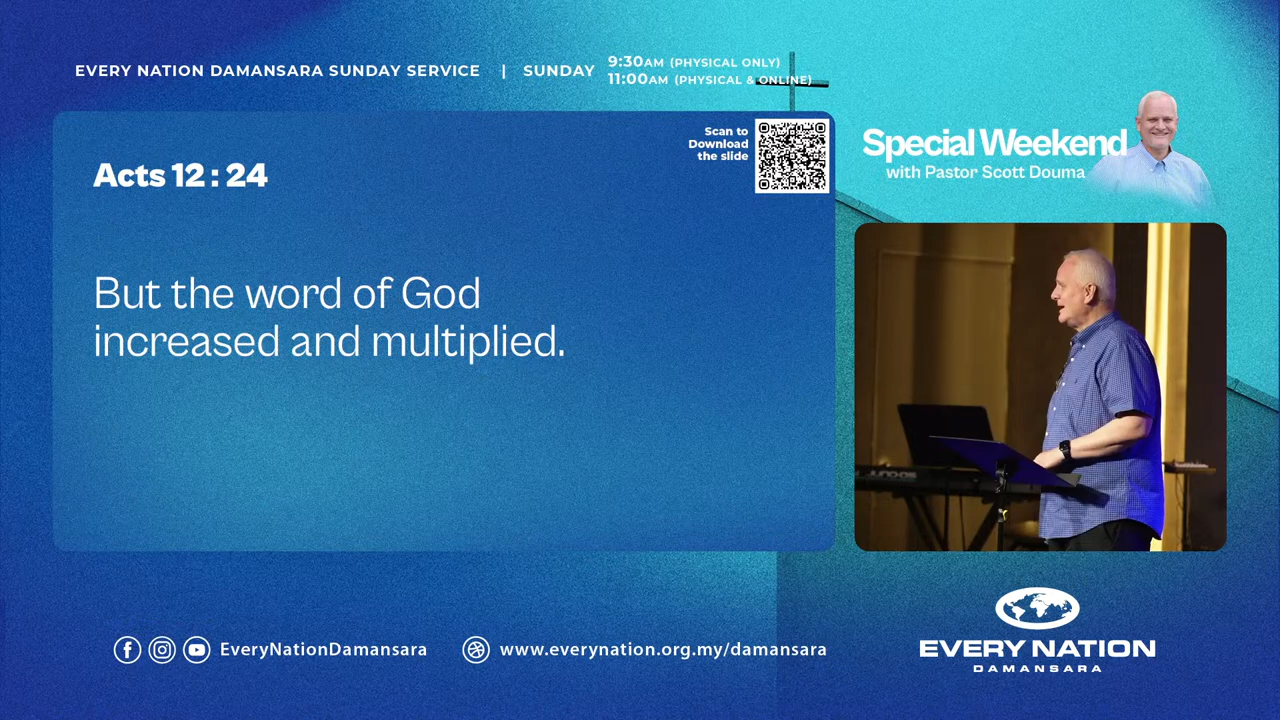 EVERY NATION DAMANSARA SUNDAY SERVICE | SUNDAY
9:30AM (PHYSICAL ONLY)
11:00AM (PHYSICAL & ONLINE)
Scan to
Download
the slide
Acts 12 : 24
But the word of God
increased and multiplied.
Special Weekend
with Pastor Scott Douma
JUNO-DS
EveryNationDamansara
www.everynation.org.my/damansara
EVERY NATION
DAMANSARA